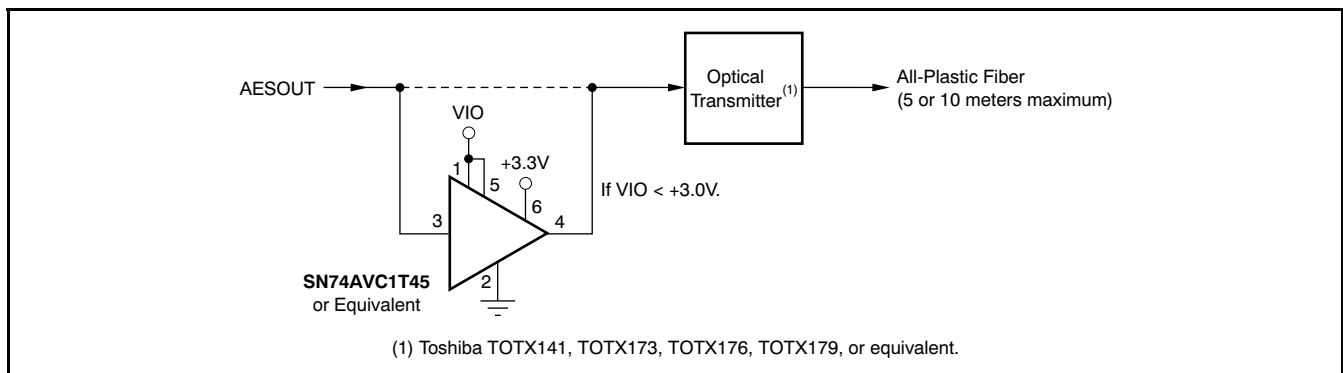 AESOUT
Optical
Transmitter(1)
All-Plastic Fiber
(5 or 10 meters maximum)
VIO
+3.3V
1
5
6
If VIO < +3.0V.
3
4
2
SN74AVC1T45
or Equivalent
(1) Toshiba TOTX141, TOTX173, TOTX176, TOTX179, or equivalent.